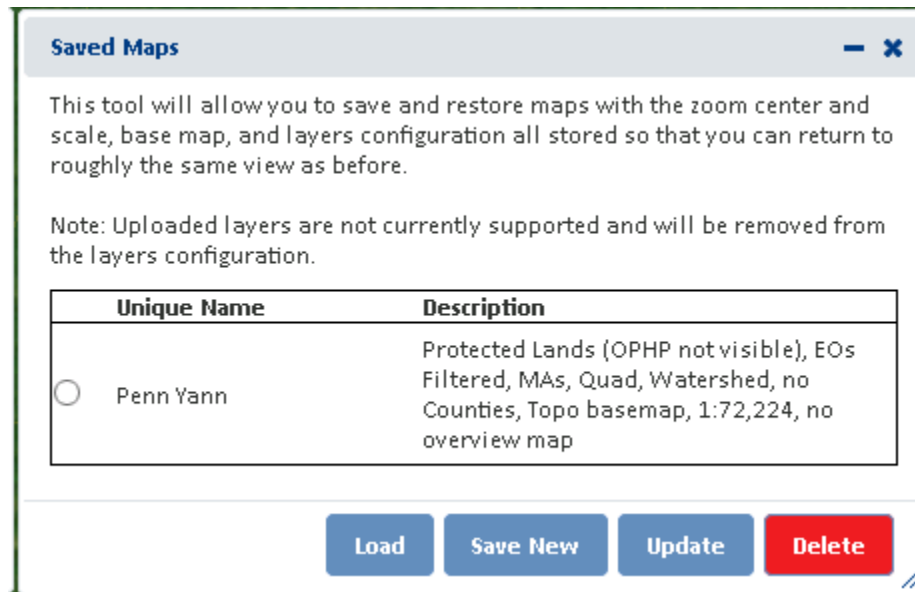 Saved Maps
This tool will allow you to save and restore maps with the zoom center and
scale, base map, and layers configuration all stored so that you can return to
roughly the same view as before.
Note: Uploaded layers are not currently supported and will be removed from
the layers configuration.
Unique Name Description
Penn Yann
Protected Lands (OPHP not visible), EOs
Filtered, MAs, Quad, Watershed, no
Counties, Topo basemap, 1:72,224, no
overview map
Load Save New Update Delete